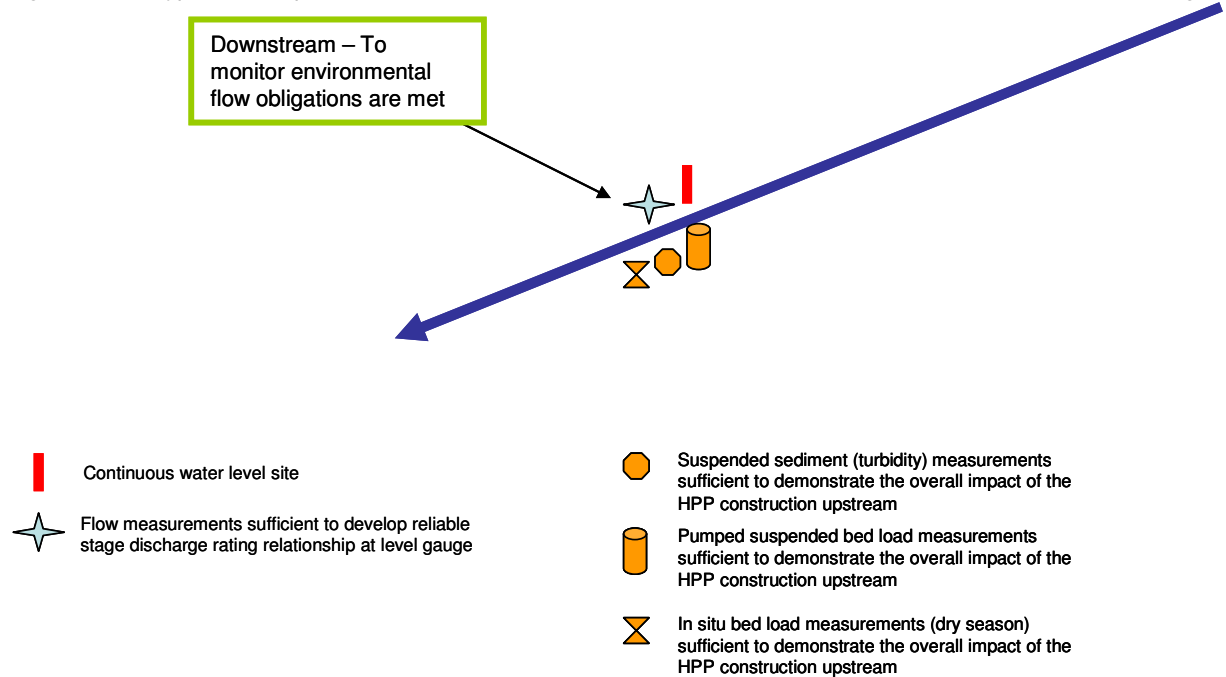 Downstream – To
monitor environmental
flow obligations are met
Continuous water level site
Flow measurements sufficient to develop reliable
stage discharge rating relationship at level gauge
Suspended sediment (turbidity) measurements
sufficient to demonstrate the overall impact of the
HPP construction upstream
Pumped suspended bed load measurements
sufficient to demonstrate the overall impact of the
HPP construction upstream
In situ bed load measurements (dry season)
sufficient to demonstrate the overall impact of the
HPP construction upstream